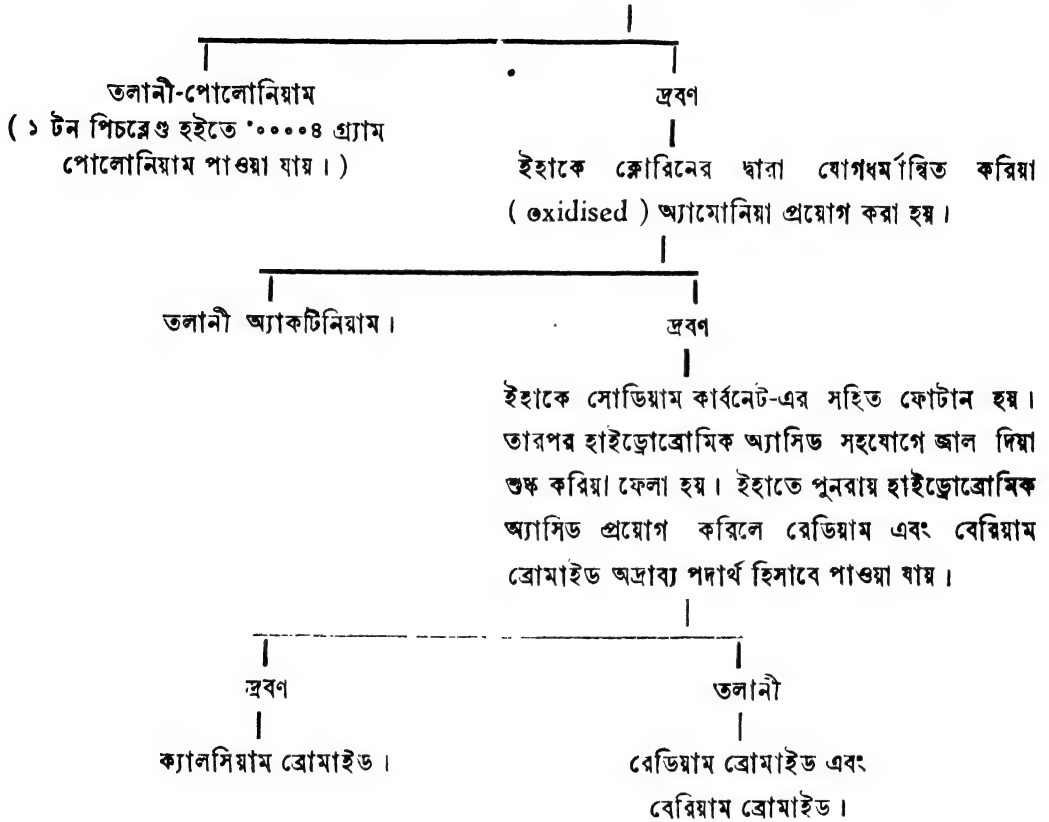 তলানী-পোলোনিয়াম
( ১ টন পিচব্লেণ্ড হইতে '০০০০৪ গ্র্যাম
পোলোনিয়াম পাওয়া যায়। )
দ্রবণ
ইহাকে ক্লোরিনের দ্বারা যোগধর্মান্বিত করিয়া
( oxidised ) অ্যামোনিয়া প্রয়োগ করা হয়।
তলানী অ্যাকটিনিয়াম।
দ্রবণ
ইহাকে সোডিয়াম কার্বনেট-এর সহিত ফোটান হয়।
তারপর হাইড্রোব্রোমিক অ্যাসিড সহযোগে জ্বাল দিয়া
শুষ্ক করিয়া ফেলা হয়। ইহাতে পুনরায় হাইড্রোব্রোমিক
অ্যাসিড প্রয়োগ করিলে রেডিয়াম এবং বেরিয়াম
ব্রোমাইড অদ্রাব্য পদার্থ হিসাবে পাওয়া যায়।
দ্রবণ
ক্যালসিয়াম ব্রোমাইড।
তলানী
রেডিয়াম ব্রোমাইড এবং
বেরিয়াম ব্রোমাইড।